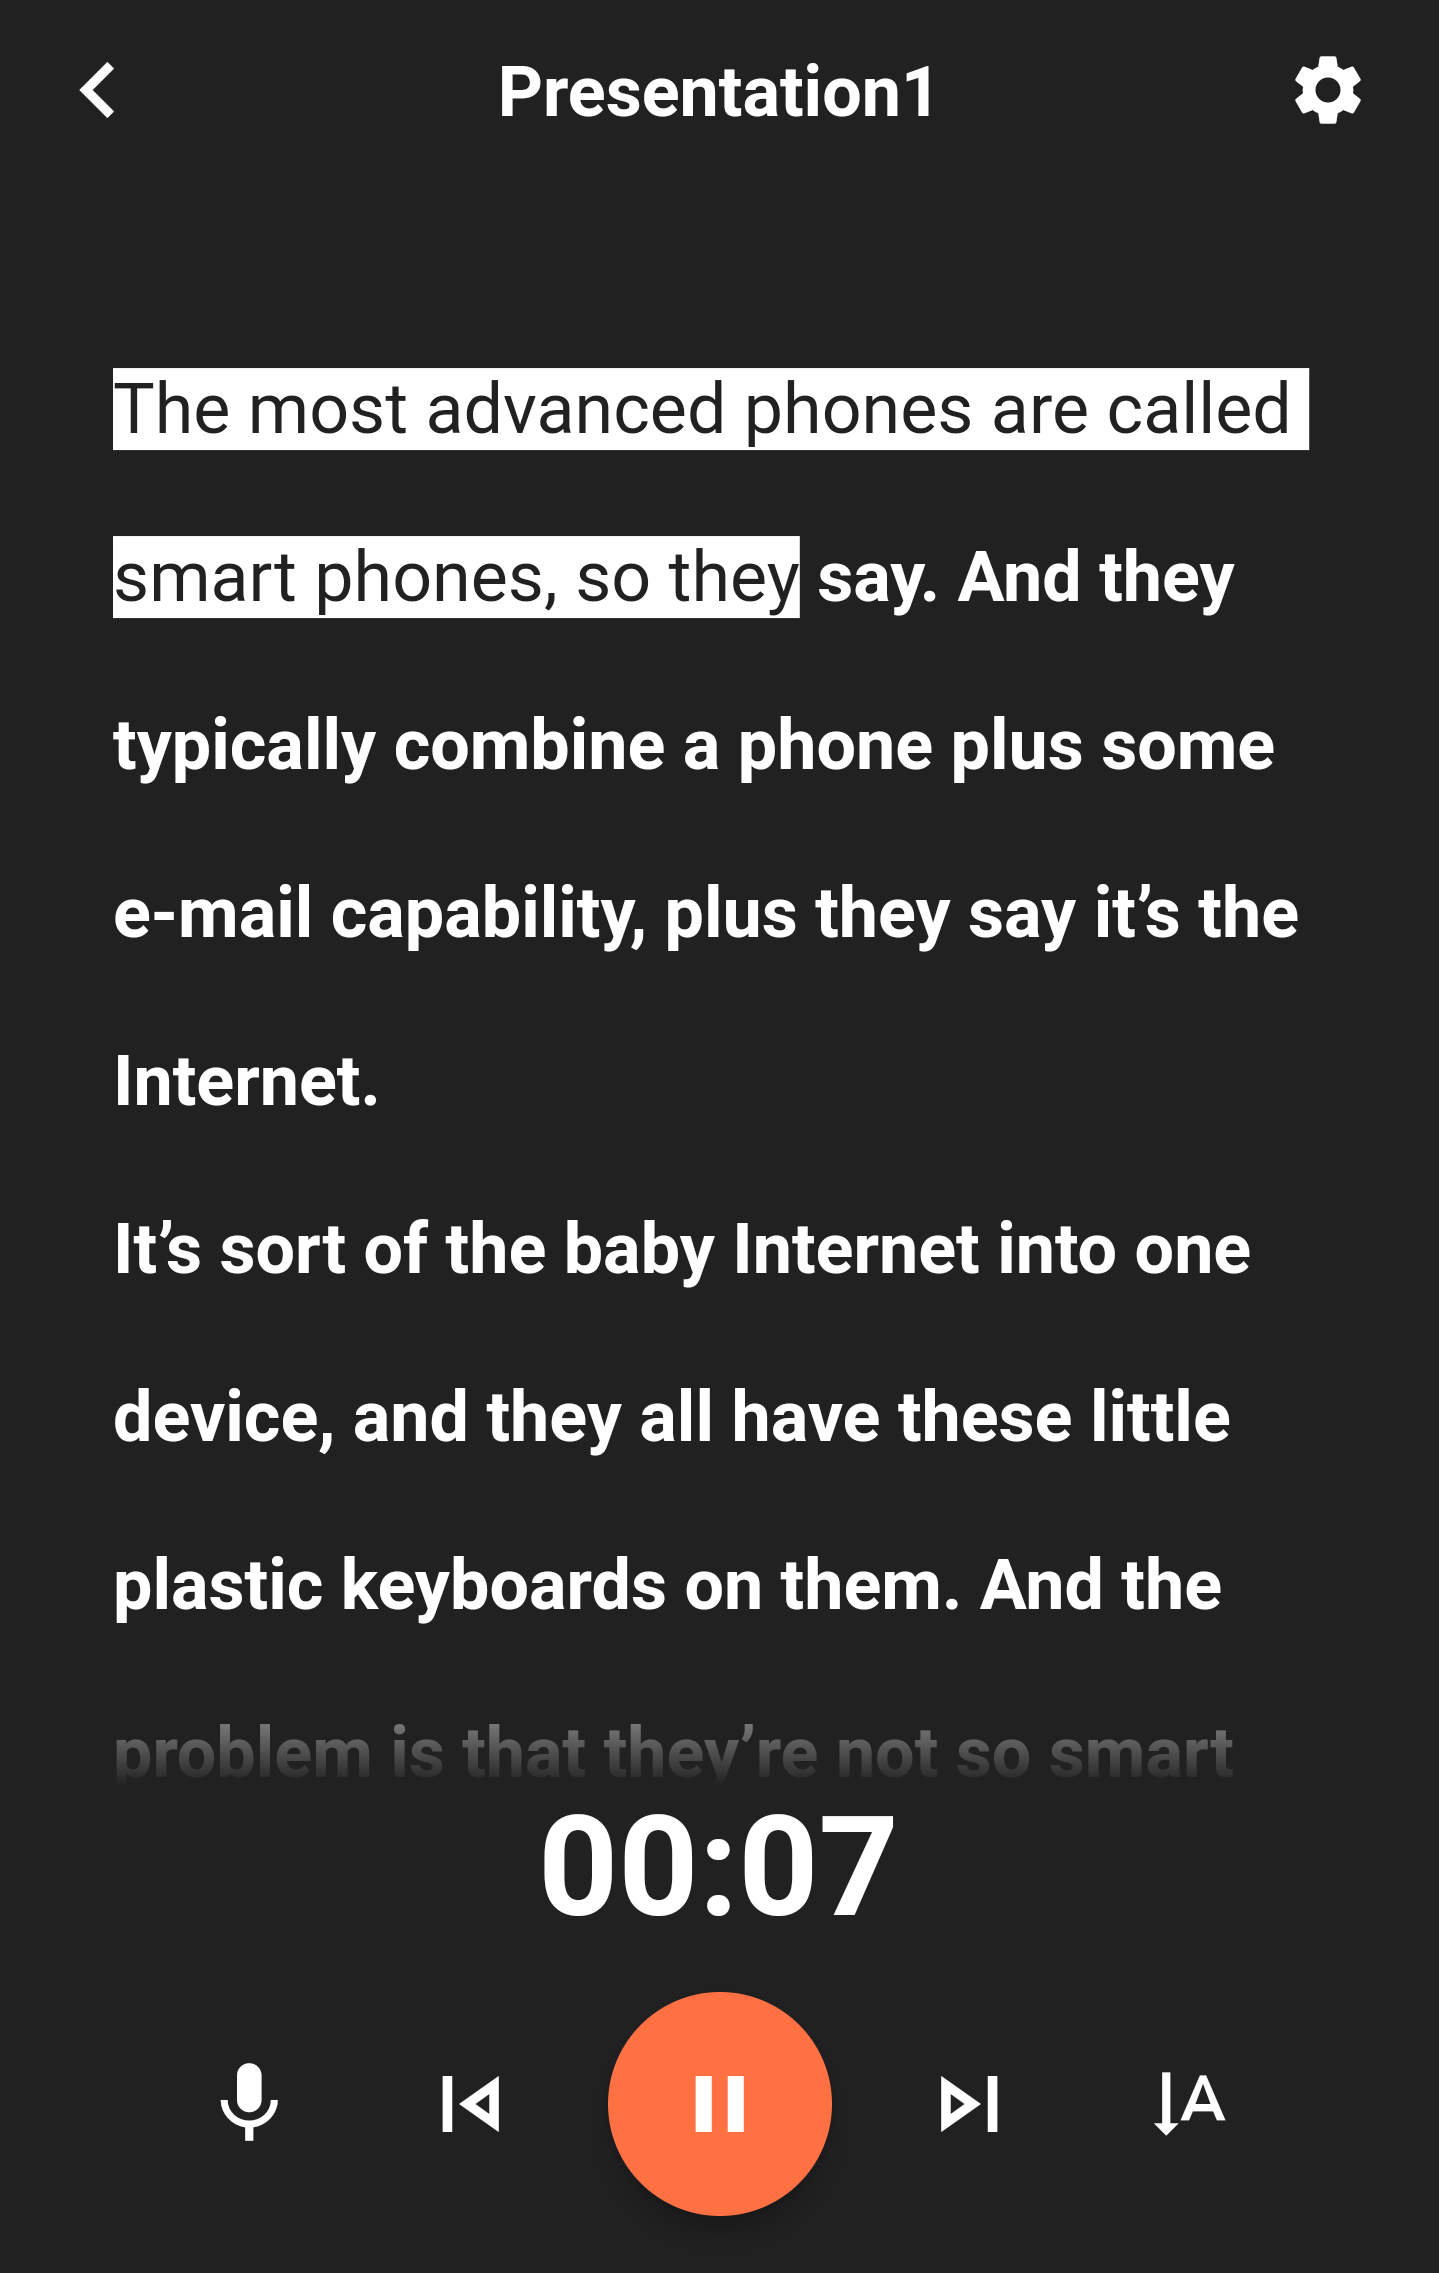 Presentation1
The most advanced phones are called
smart phones, so they say. And they
typically combine a phone plus some
e-mail capability, plus they say it’s the
Internet.
It’s sort of the baby Internet into one
device, and they all have these little
plastic keyboards on them. And the
problem is that they’re not so smart
00:07
A